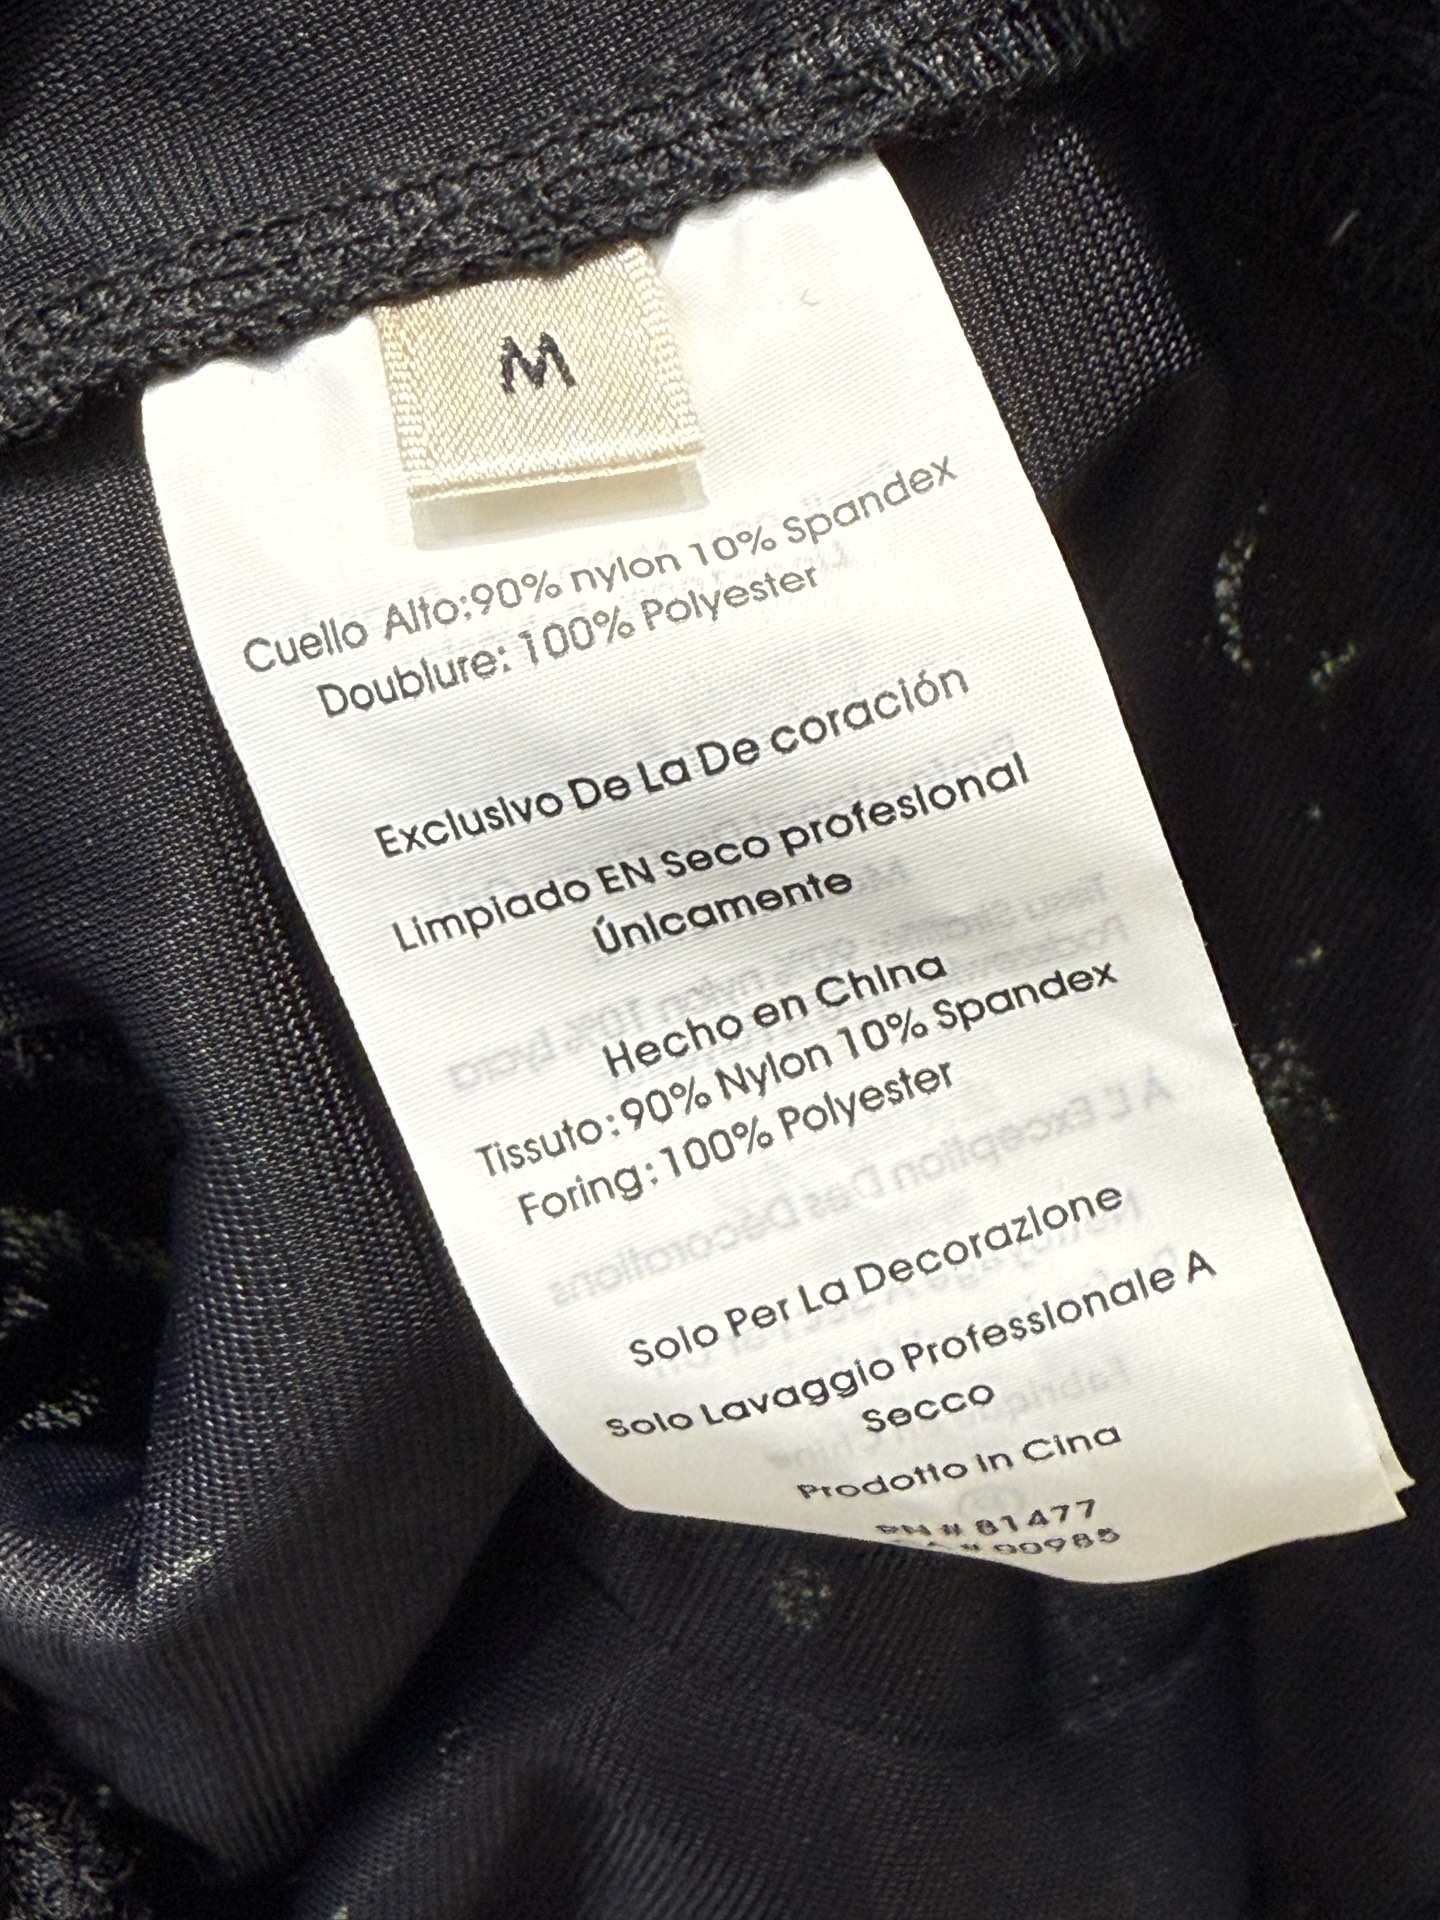 M
Cuello Alto:90% nylon 10% Spandex
Doublure: 100% Polyester
Exclusivo De La De coración
Limpiado EN Seco profesional
Únicamente
Hecho en China
Tissuto:90% Nylon 10% Spandex
Foring:100% Polyester
Solo Per La Decorazione
Solo Lavaggio Professionale A
Secco
Prodotto in Cina
RN # 81477
# 00985